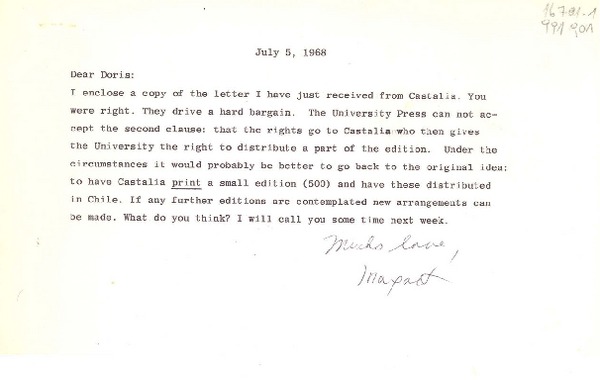 16791-1
991 901
July 5, 1968
Dear Doris:
I enclose a copy of the letter I have just received from Castalia. You
were right. They drive a hard bargain. The University Press can not ac-
cept the second clause: that the rights go to Castalia who then gives
the University the right to distribute a part of the edition. Under the
circumstances it would probably be better to go back to the original idea:
to have Castalia print a small edition (500) and have these distributed
in Chile. If any further editions are contemplated new arrangements can
be made. What do you think? I will call you some time next week.
love,